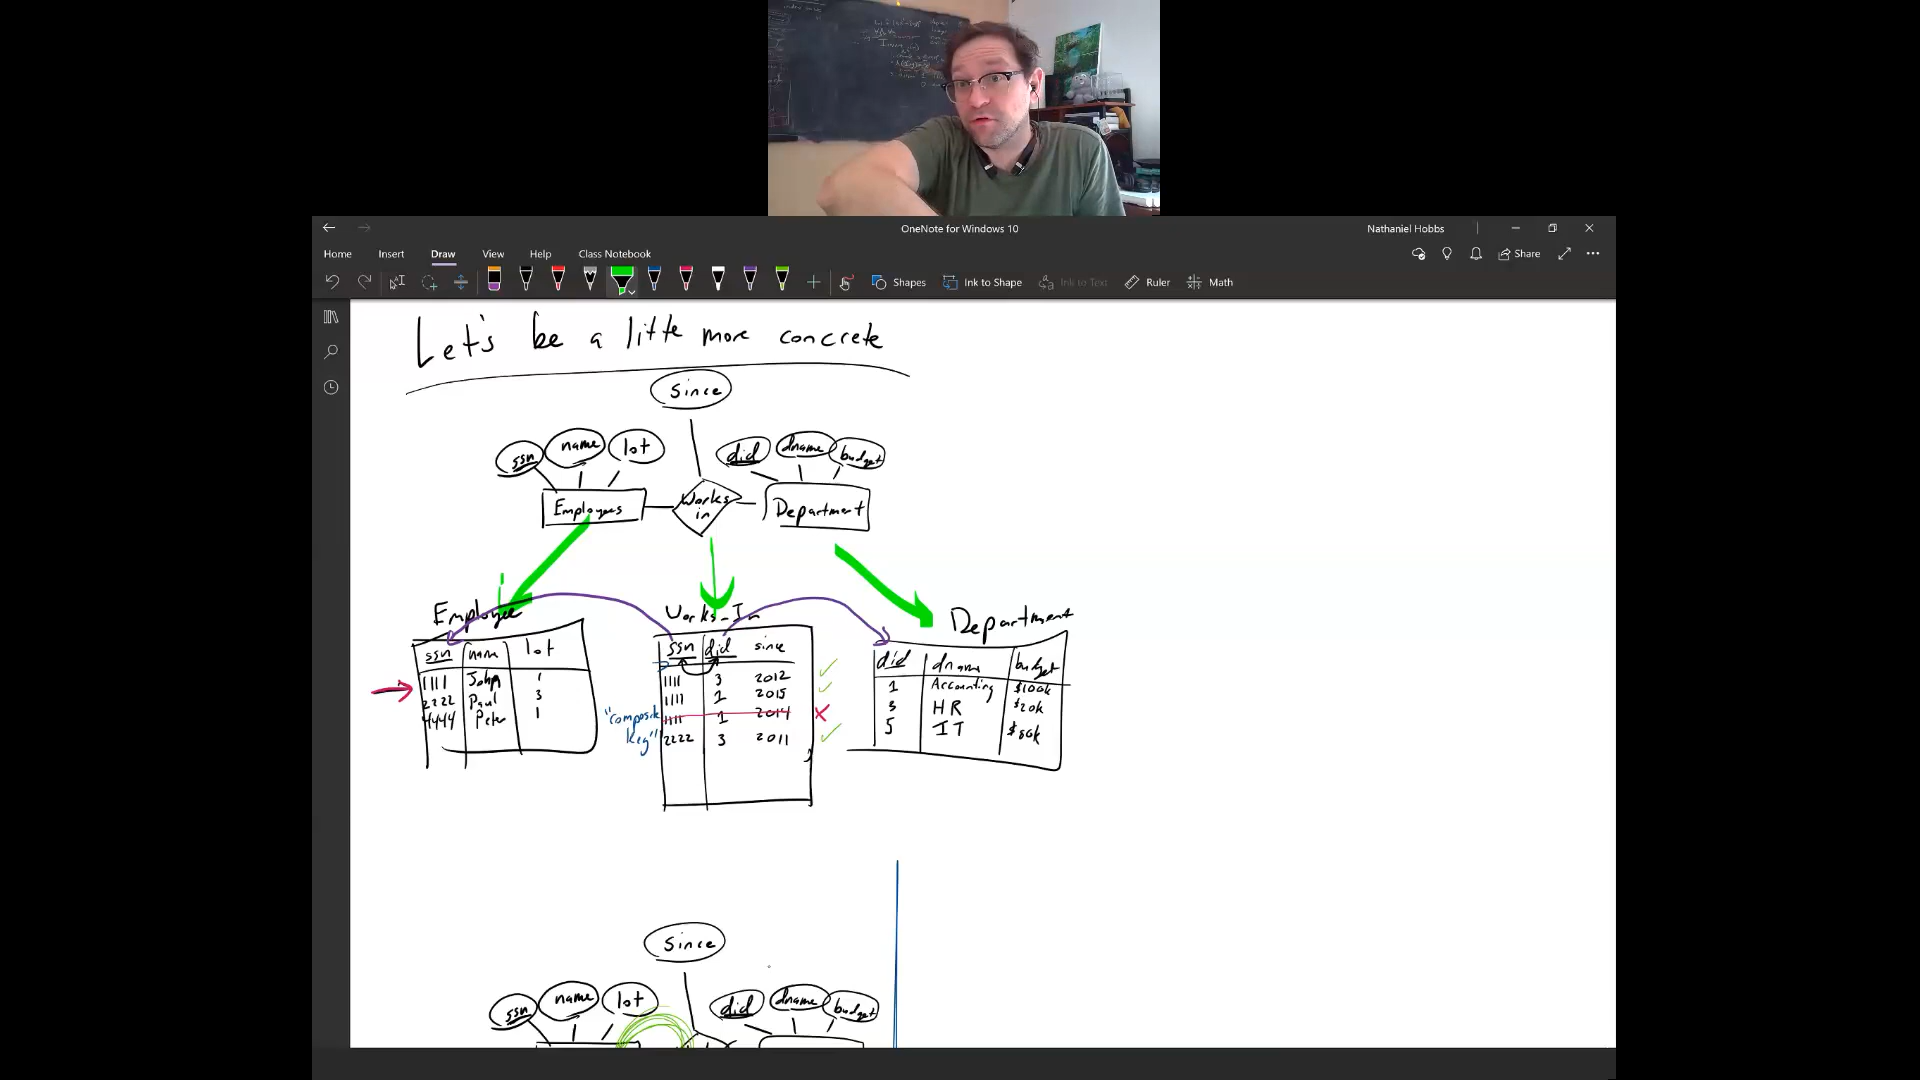 OneNote for Windows 10
Nathaniel Hobbs
Home Insert Draw View Help Class Notebook
Share
Shapes Ink to Shape Ink to Text Ruler Math
Let's be a little more concrete
Since
ssn name lot did dname budget
Employees Works in Department
Employee
ssn name lot
1111 John 1
2222 Paul 3
4444 Peter 1
Works_In
ssn did since
1111 3 2012
1111 1 2015
1111 1 2014
2222 3 2011
"composite
key"
Department
did dname budget
1 Accounting $100k
3 HR $20k
5 IT
Since
ssn name lot did dname budget